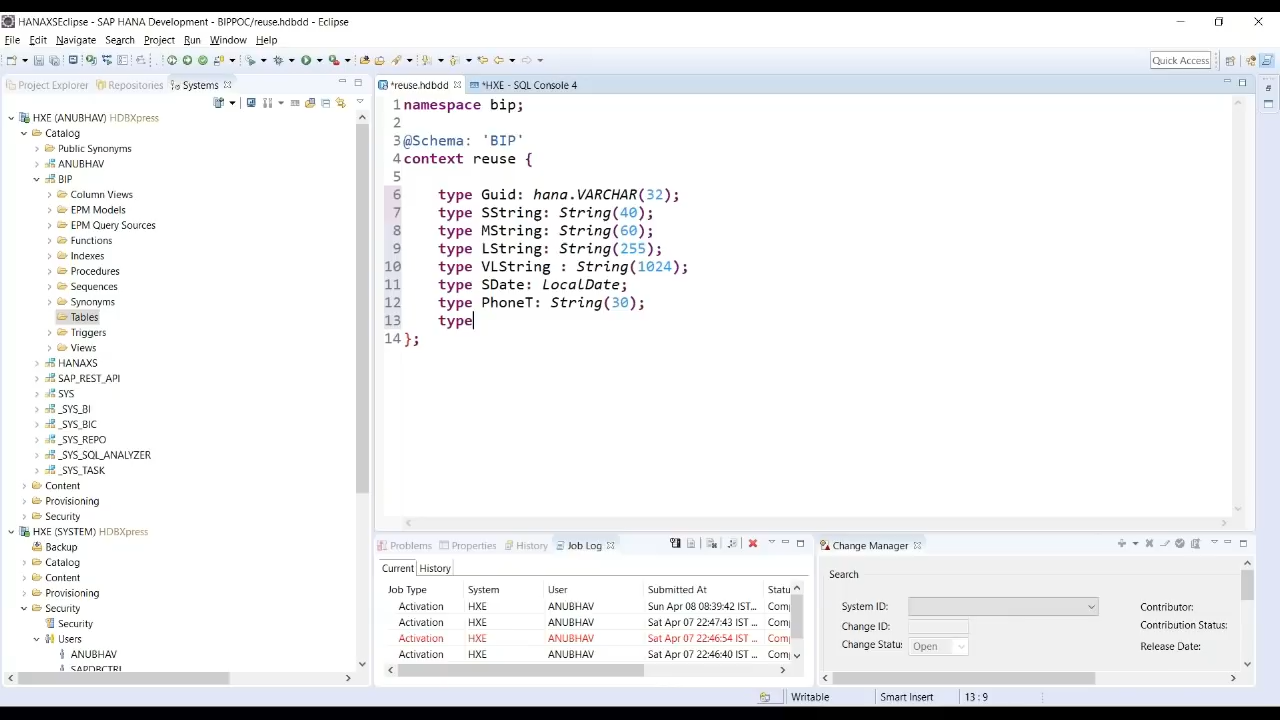 HANAXSEclipse - SAP HANA Development - BIPPOC/reuse.hdbdd - Eclipse
File Edit Navigate Search Project Run Window Help
Quick Access
Project Explorer Repositories Systems
*reuse.hdbdd *HXE - SQL Console 4
HXE (ANUBHAV) HDBXpress
Catalog
Public Synonyms
ANUBHAV
BIP
Column Views
EPM Models
EPM Query Sources
Functions
Indexes
Procedures
Sequences
Synonyms
Tables
Triggers
Views
HANAXS
SAP_REST_API
SYS
_SYS_BI
_SYS_BIC
_SYS_REPO
_SYS_SQL_ANALYZER
_SYS_TASK
Content
Provisioning
Security
HXE (SYSTEM) HDBXpress
Backup
Catalog
Content
Provisioning
Security
Security
Users
ANUBHAV
SAPDBCTRL
1 namespace bip;
2
3 @Schema: 'BIP'
4 context reuse {
5
6 type Guid: hana.VARCHAR(32);
7 type SString: String(40);
8 type MString: String(60);
9 type LString: String(255);
10 type VLString : String(1024);
11 type SDate: LocalDate;
12 type PhoneT: String(30);
13 type
14 };
Problems Properties History Job Log
Current History
Job Type System User Submitted At Statu
Activation HXE ANUBHAV Sun Apr 08 08:39:42 IST... Comp
Activation HXE ANUBHAV Sat Apr 07 22:47:43 IST ... Comp
Activation HXE ANUBHAV Sat Apr 07 22:46:54 IST ... Comp
Activation HXE ANUBHAV Sat Apr 07 22:46:40 IST ... Comp
Change Manager
Search
System ID:
Change ID:
Change Statu: Open
Contributor:
Contribution Status:
Release Date:
Writable Smart Insert 13 : 9